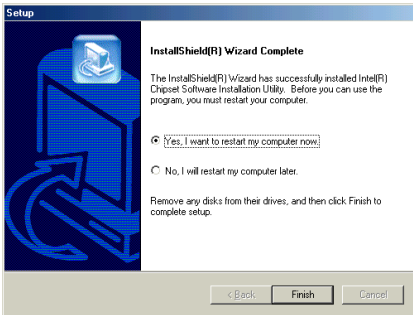 Setup
InstallShield(R) Wizard Complete
The InstallShield(R) Wizard has successfully installed Intel(R)
Chipset Software Installation Utility. Before you can use the
program, you must restart your computer.
Yes, I want to restart my computer now.
No, I will restart my computer later.
Remove any disks from their drives, and then click Finish to
complete setup.
< Back
Finish
Cancel